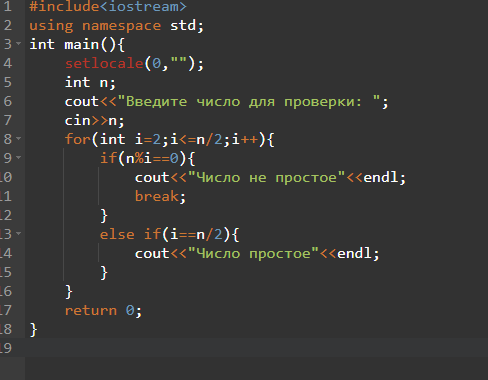 1 #include<iostream>
2 using namespace std;
3 int main(){
4     setlocale(0,"");
5     int n;
6     cout<<"Введите число для проверки: ";
7     cin>>n;
8     for(int i=2;i<=n/2;i++){
9         if(n%i==0){
10             cout<<"Число не простое"<<endl;
11             break;
12         }
13         else if(i==n/2){
14             cout<<"Число простое"<<endl;
15         }
16     }
17     return 0;
18 }
19